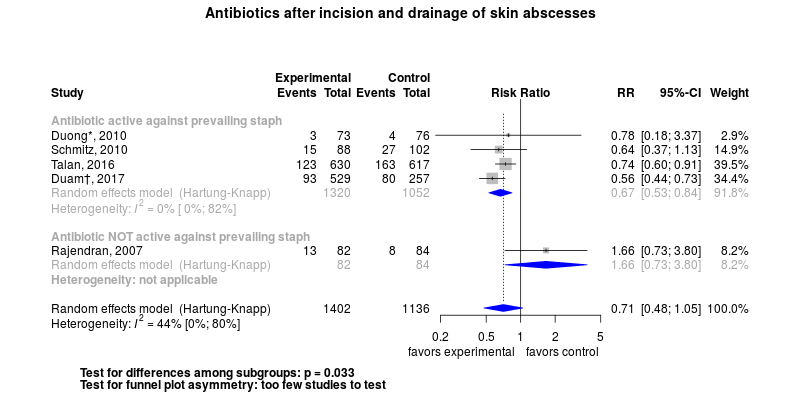 Antibiotics after incision and drainage of skin abscesses
Experimental Control
Study Events Total Events Total Risk Ratio RR 95%-CI Weight
Antibiotic active against prevailing staph
Duong*, 2010 3 73 4 76 0.78 [0.18; 3.37] 2.9%
Schmitz, 2010 15 88 27 102 0.64 [0.37; 1.13] 14.9%
Talan, 2016 123 630 163 617 0.74 [0.60; 0.91] 39.5%
Duam†, 2017 93 529 80 257 0.56 [0.44; 0.73] 34.4%
Random effects model (Hartung-Knapp) 1320 1052 0.67 [0.53; 0.84] 91.8%
Heterogeneity: I² = 0% [ 0%; 82%]
Antibiotic NOT active against prevailing staph
Rajendran, 2007 13 82 8 84 1.66 [0.73; 3.80] 8.2%
Random effects model (Hartung-Knapp) 82 84 1.66 [0.73; 3.80] 8.2%
Heterogeneity: not applicable
Random effects model (Hartung-Knapp) 1402 1136 0.71 [0.48; 1.05] 100.0%
Heterogeneity: I² = 44% [0%; 80%]
0.2 0.5 1 2 5
favors experimental favors control
Test for differences among subgroups: p = 0.033
Test for funnel plot asymmetry: too few studies to test